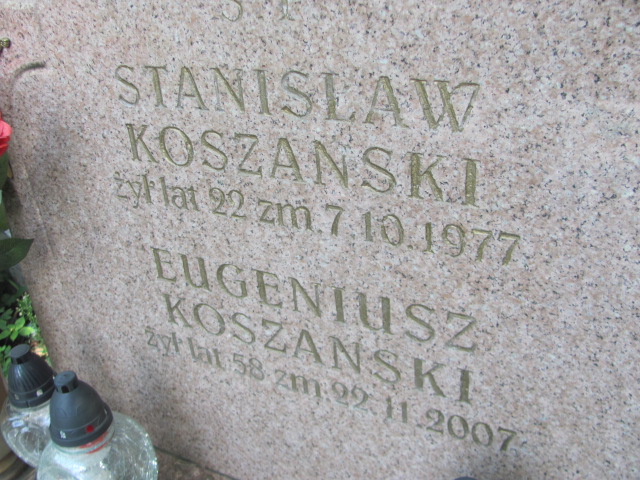 STANISŁAW
KOSZAŃSKI
żył lat 22 zm. 7 10.1977
EUGENIUSZ
KOSZAŃSKI
żył lat 58 zm. 22.11.2007